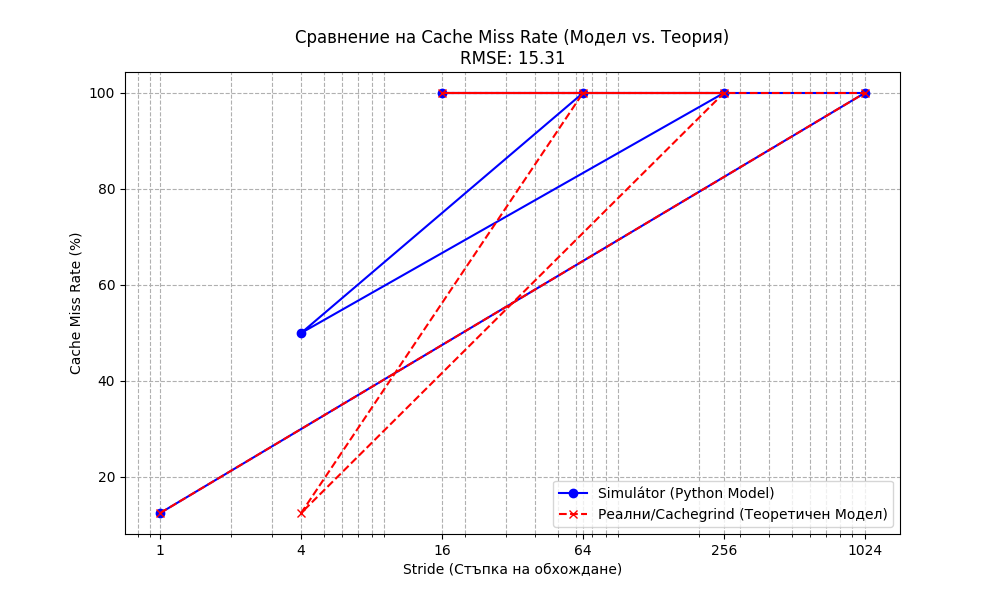 Сравнение на Cache Miss Rate (Модел vs. Теория)
RMSE: 15.31
Cache Miss Rate (%)
100
80
60
40
20
Simulátor (Python Model)
Реални/Cachegrind (Теоретичен Модел)
1 4 16 64 256 1024
Stride (Стъпка на обхождане)